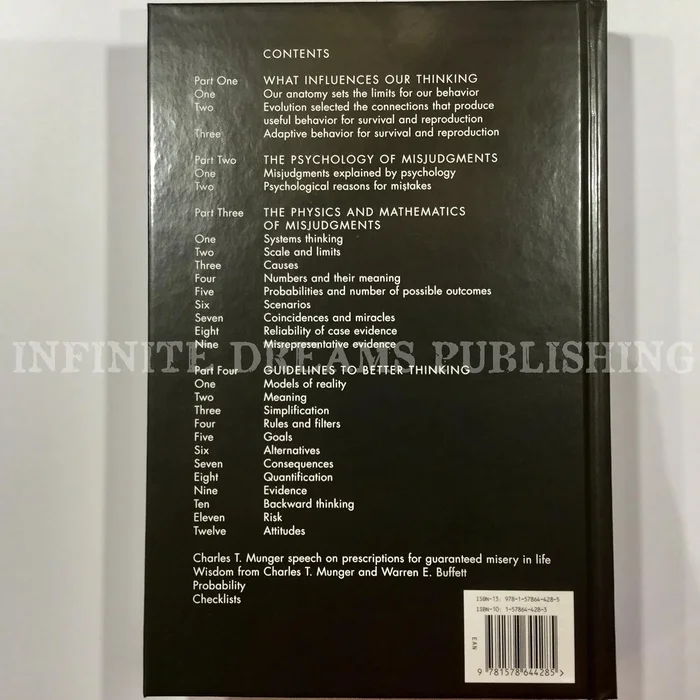 CONTENTS
Part One WHAT INFLUENCES OUR THINKING
One Our anatomy sets the limits for our behavior
Two Evolution selected the connections that produce
useful behavior for survival and reproduction
Three Adaptive behavior for survival and reproduction
Part Two THE PSYCHOLOGY OF MISJUDGMENTS
One Misjudgments explained by psychology
Two Psychological reasons for mistakes
Part Three THE PHYSICS AND MATHEMATICS
OF MISJUDGMENTS
One Systems thinking
Two Scale and limits
Three Causes
Four Numbers and their meaning
Five Probabilities and number of possible outcomes
Six Scenarios
Seven Coincidences and miracles
Eight Reliability of case evidence
Nine Misrepresentative evidence
INFINITE DREAMS PUBLISHING
Part Four GUIDELINES TO BETTER THINKING
One Models of reality
Two Meaning
Three Simplification
Four Rules and filters
Five Goals
Six Alternatives
Seven Consequences
Eight Quantification
Nine Evidence
Ten Backward thinking
Eleven Risk
Twelve Attitudes
Charles T. Munger speech on prescriptions for guaranteed misery in life
Wisdom from Charles T. Munger and Warren E. Buffett
Probability
Checklists
ISBN-13: 978-1-57864-428-5
ISBN-10: 1-57864-428-3
EAN
9 781578 644285 >